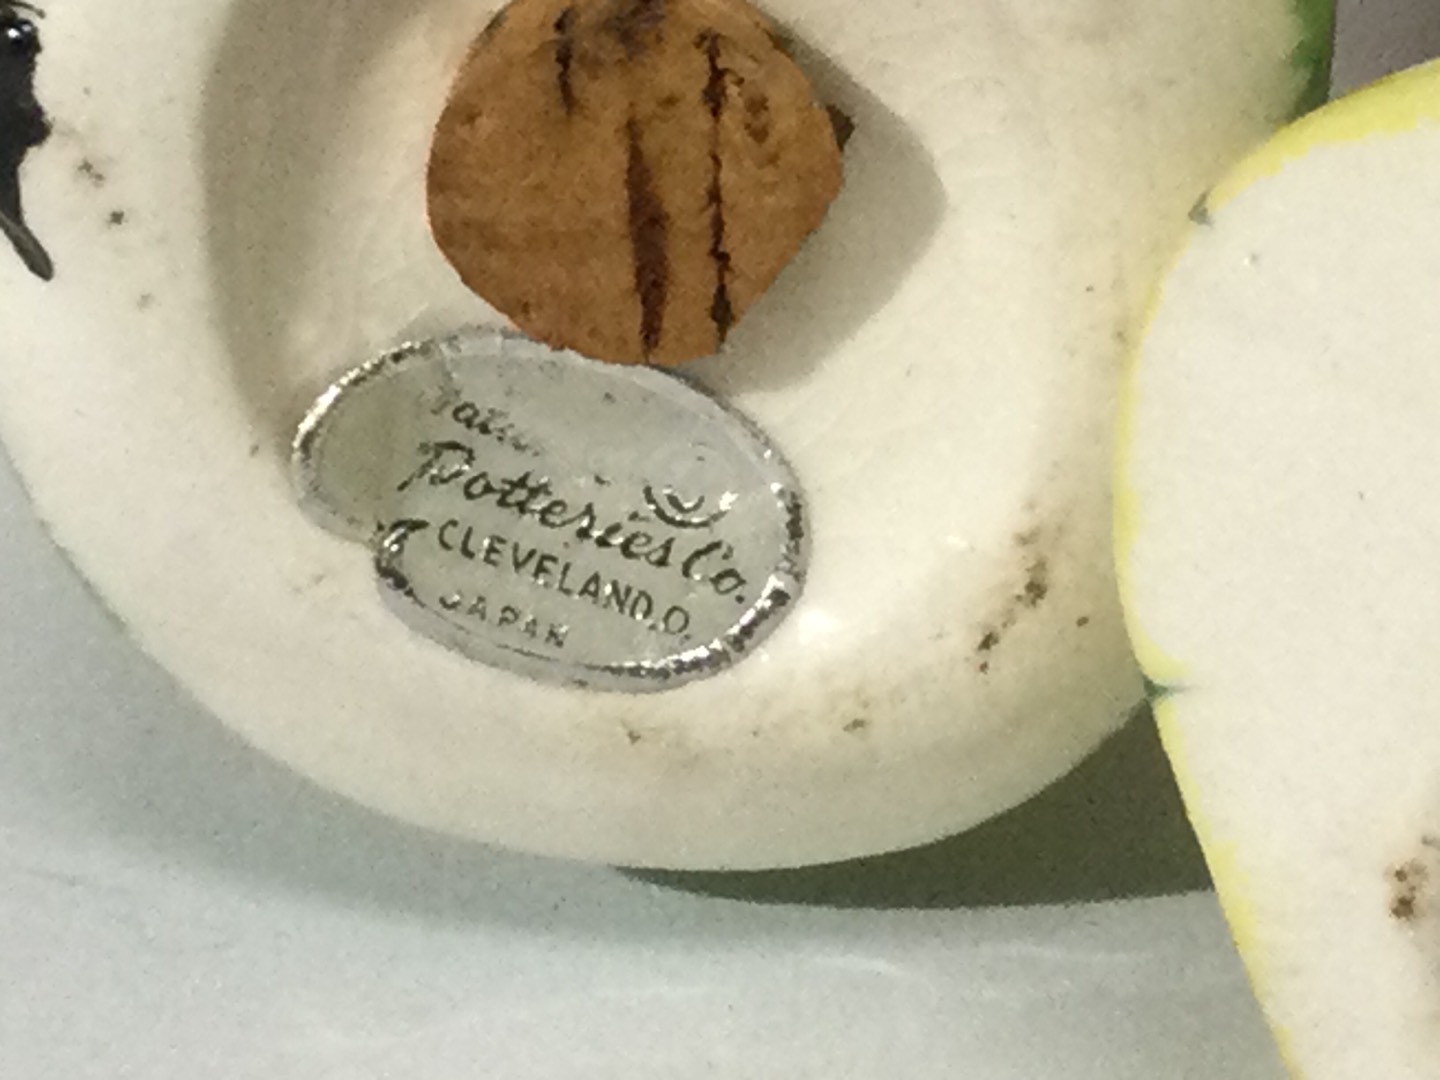 Potteries Co.
CLEVELAND, O.
JAPAN